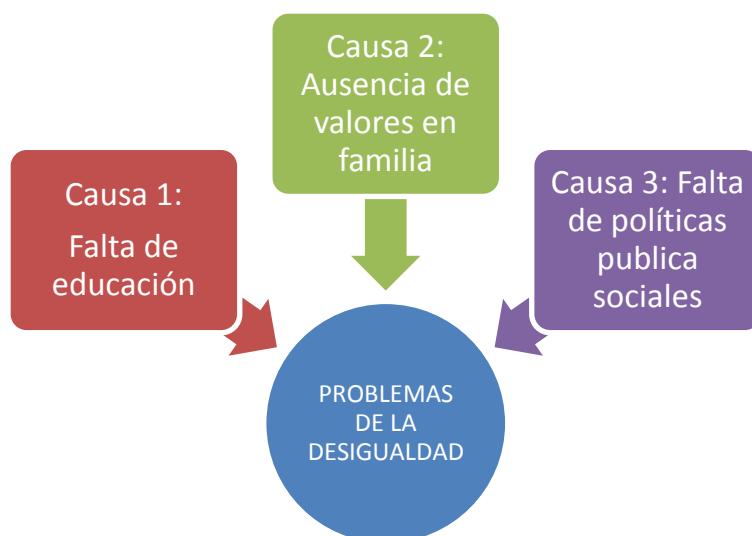 Causa 1:
Falta de
educación
Causa 2:
Ausencia de
valores en
familia
Causa 3: Falta
de políticas
publica
sociales
PROBLEMAS
DE LA
DESIGUALDAD